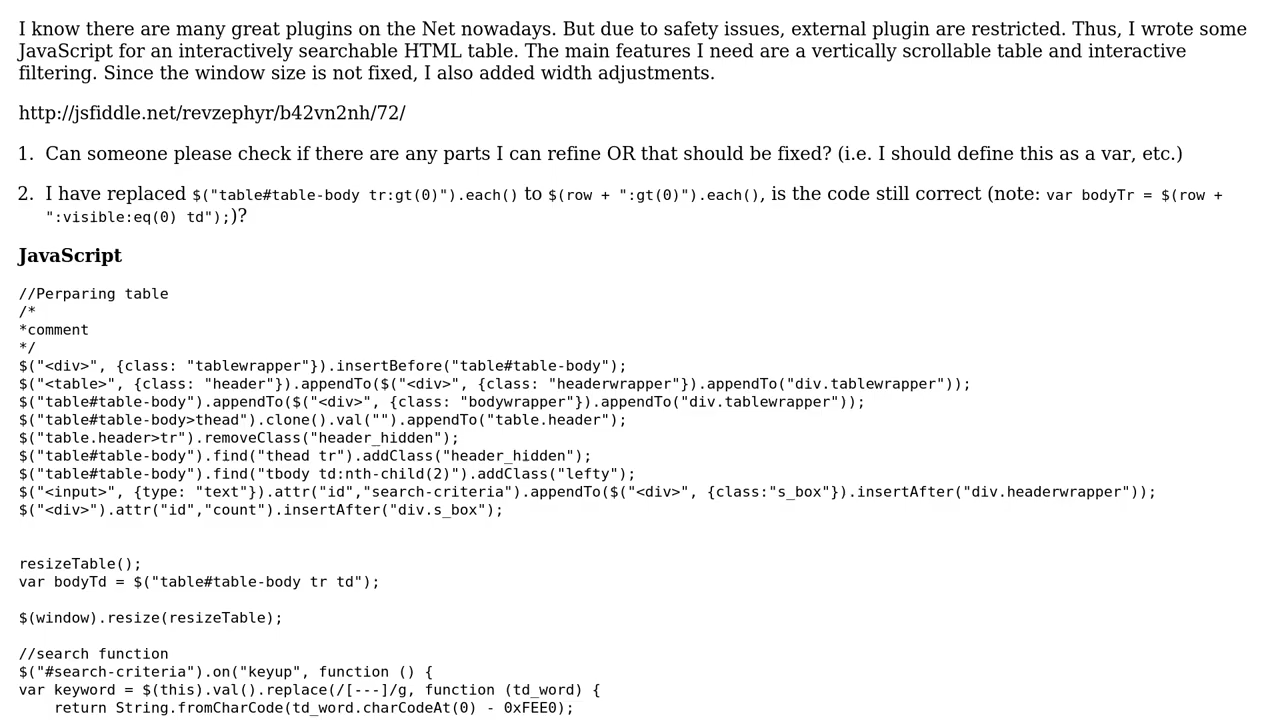 I know there are many great plugins on the Net nowadays. But due to safety issues, external plugin are restricted. Thus, I wrote some
JavaScript for an interactively searchable HTML table. The main features I need are a vertically scrollable table and interactive
filtering. Since the window size is not fixed, I also added width adjustments.
http://jsfiddle.net/revzephyr/b42vn2nh/72/
1. Can someone please check if there are any parts I can refine OR that should be fixed? (i.e. I should define this as a var, etc.)
2. I have replaced $("table#table-body tr:gt(0)").each() to $(row + ":gt(0)").each(), is the code still correct (note: var bodyTr = $(row +
":visible:eq(0) td");)?
JavaScript
//Perparing table
/*
*comment
*/
$("<div>", {class: "tablewrapper"}).insertBefore("table#table-body");
$("<table>", {class: "header"}).appendTo($("<div>", {class: "headerwrapper"}).appendTo("div.tablewrapper"));
$("table#table-body").appendTo($("<div>", {class: "bodywrapper"}).appendTo("div.tablewrapper"));
$("table#table-body>thead").clone().val("").appendTo("table.header");
$("table.header>tr").removeClass("header_hidden");
$("table#table-body").find("thead tr").addClass("header_hidden");
$("table#table-body").find("tbody td:nth-child(2)").addClass("lefty");
$("<input>", {type: "text"}).attr("id","search-criteria").appendTo($("<div>", {class:"s_box"}).insertAfter("div.headerwrapper"));
$("<div>").attr("id","count").insertAfter("div.s_box");
resizeTable();
var bodyTd = $("table#table-body tr td");
$(window).resize(resizeTable);
//search function
$("#search-criteria").on("keyup", function () {
var keyword = $(this).val().replace(/[---]/g, function (td_word) {
    return String.fromCharCode(td_word.charCodeAt(0) - 0xFEE0);